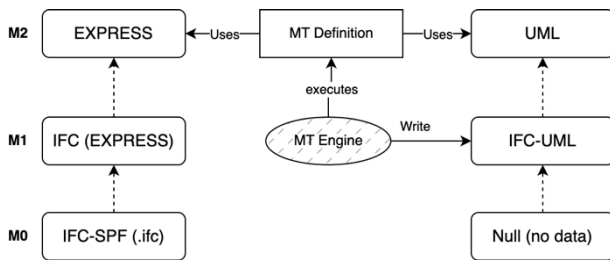 M2
EXPRESS
Uses
MT Definition
Uses
UML
executes
M1
IFC (EXPRESS)
MT Engine
Write
IFC-UML
M0
IFC-SPF (.ifc)
Null (no data)